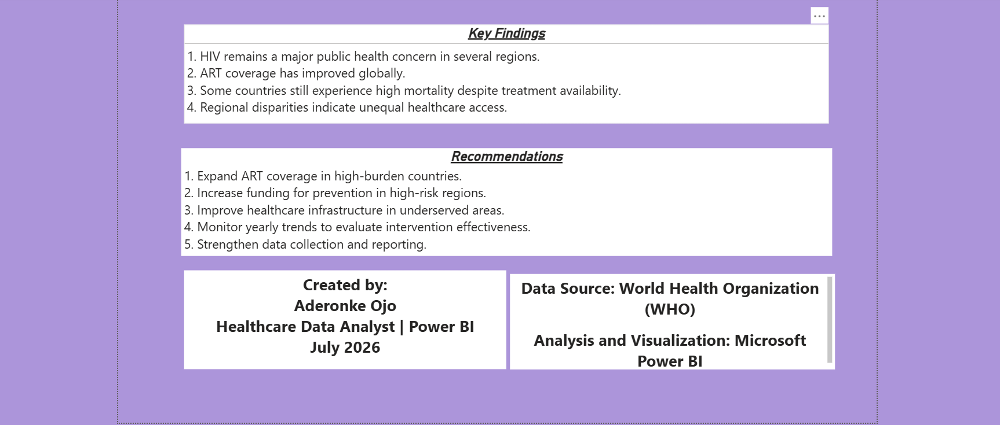 Key Findings
1. HIV remains a major public health concern in several regions.
2. ART coverage has improved globally.
3. Some countries still experience high mortality despite treatment availability.
4. Regional disparities indicate unequal healthcare access.
Recommendations
1. Expand ART coverage in high-burden countries.
2. Increase funding for prevention in high-risk regions.
3. Improve healthcare infrastructure in underserved areas.
4. Monitor yearly trends to evaluate intervention effectiveness.
5. Strengthen data collection and reporting.
Created by:
Aderonke Ojo
Healthcare Data Analyst | Power BI
July 2026
Data Source: World Health Organization
(WHO)
Analysis and Visualization: Microsoft
Power BI